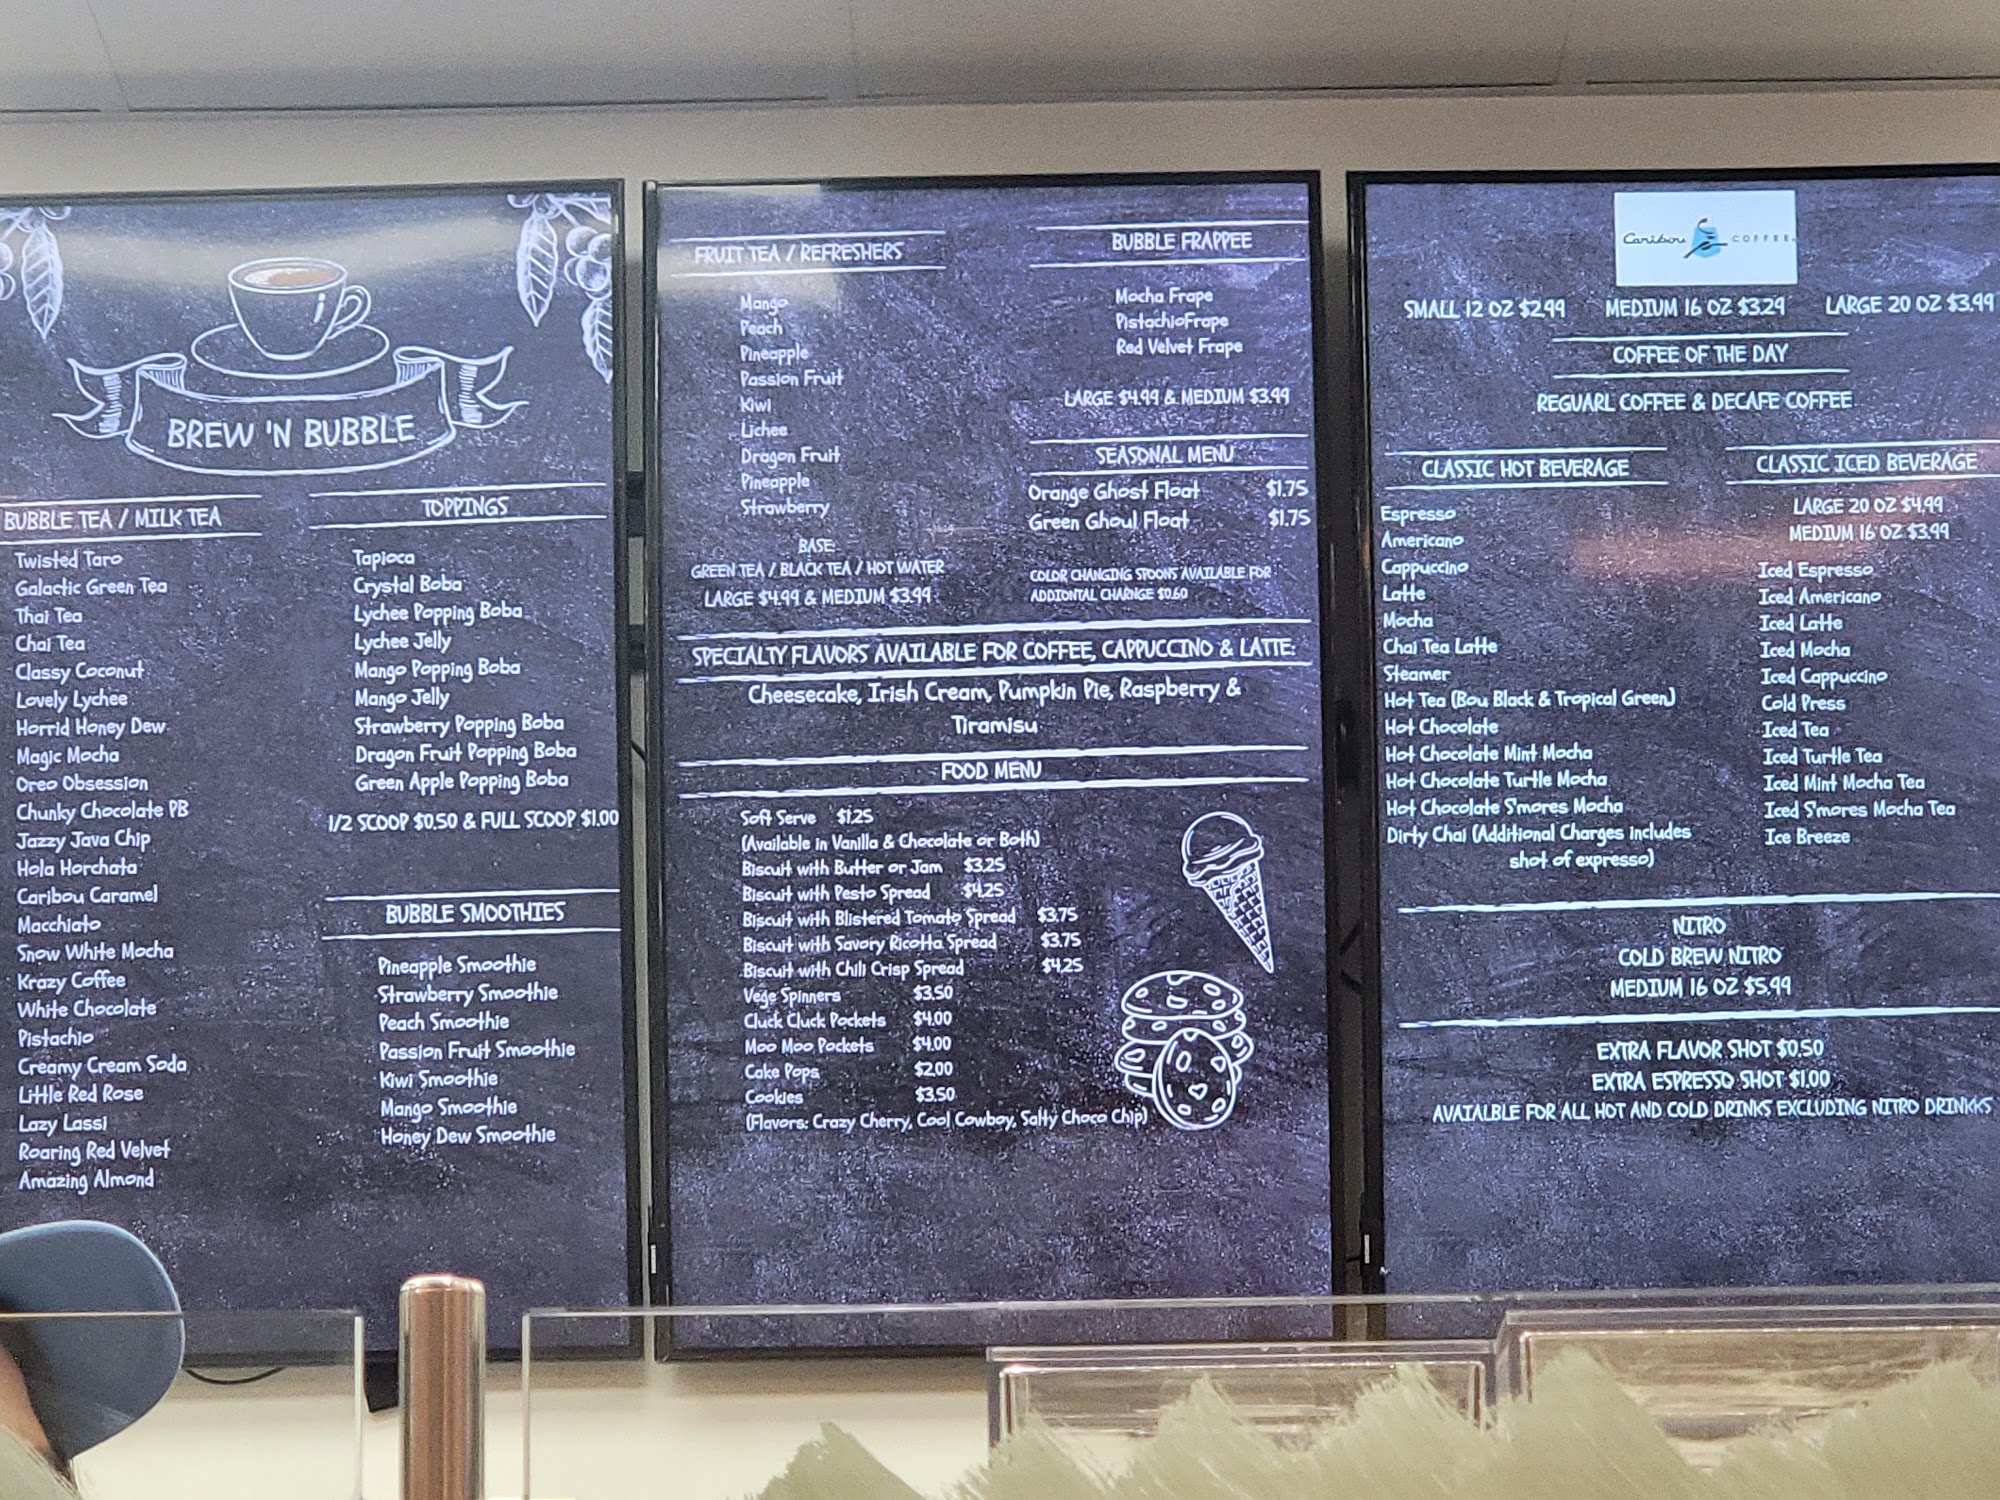 BREW 'N BUBBLE
BUBBLE TEA / MILK TEA
Twisted Taro
Galactic Green Tea
Thai Tea
Chai Tea
Classy Coconut
Lovely Lychee
Horrid Honey Dew
Magic Mocha
Oreo Obsession
Chunky Chocolate PB
Jazzy Java Chip
Hola Horchata
Caribou Caramel
Macchiato
Snow White Mocha
Krazy Coffee
White Chocolate
Pistachio
Creamy Cream Soda
Little Red Rose
Lazy Lassi
Roaring Red Velvet
Amazing Almond
TOPPINGS
Tapioca
Crystal Boba
Lychee Popping Boba
Lychee Jelly
Mango Popping Boba
Mango Jelly
Strawberry Popping Boba
Dragon Fruit Popping Boba
Green Apple Popping Boba
1/2 SCOOP $0.50 & FULL SCOOP $1.00
BUBBLE SMOOTHIES
Pineapple Smoothie
Strawberry Smoothie
Peach Smoothie
Passion Fruit Smoothie
Kiwi Smoothie
Mango Smoothie
Honey Dew Smoothie
FRUIT TEA / REFRESHERS
Mango
Peach
Pineapple
Passion Fruit
Kiwi
Lichee
Dragon Fruit
Pineapple
Strawberry
BASE:
GREEN TEA / BLACK TEA / HOT WATER
LARGE $4.99 & MEDIUM $3.99
BUBBLE FRAPPEE
Mocha Frape
PistachioFrape
Red Velvet Frape
LARGE $4.99 & MEDIUM $3.99
SEASONAL MENU
Orange Ghost Float $1.75
Green Ghoul Float $1.75
COLOR CHANGING SPOONS AVAILABLE FOR
ADDIONTAL CHARNGE $0.60
SPECIALTY FLAVORS AVAILABLE FOR COFFEE, CAPPUCCINO & LATTE:
Cheesecake, Irish Cream, Pumpkin Pie, Raspberry &
Tiramisu
FOOD MENU
Soft Serve $1.25
(Available in Vanilla & Chocolate or Both)
Biscuit with Butter or Jam $3.25
Biscuit with Pesto Spread $4.25
Biscuit with Blistered Tomato Spread $3.75
Biscuit with Savory Ricotta Spread $3.75
Biscuit with Chili Crisp Spread $4.25
Vege Spinners $3.50
Cluck Cluck Pockets $4.00
Moo Moo Pockets $4.00
Cake Pops $2.00
Cookies $3.50
(Flavors: Crazy Cherry, Cool Cowboy, Salty Choco Chip)
Caribou COFFEE
SMALL 12 OZ $2.99 MEDIUM 16 OZ $3.29 LARGE 20 OZ $3.99
COFFEE OF THE DAY
REGUARL COFFEE & DECAFE COFFEE
CLASSIC HOT BEVERAGE
Espresso
Americano
Cappuccino
Latte
Mocha
Chai Tea Latte
Steamer
Hot Tea (Bou Black & Tropical Green)
Hot Chocolate
Hot Chocolate Mint Mocha
Hot Chocolate Turtle Mocha
Hot Chocolate S'mores Mocha
Dirty Chai (Additional Charges includes
shot of expresso)
CLASSIC ICED BEVERAGE
LARGE 20 OZ $4.99
MEDIUM 16 OZ $3.99
Iced Espresso
Iced Americano
Iced Latte
Iced Mocha
Iced Cappuccino
Cold Press
Iced Tea
Iced Turtle Tea
Iced Mint Mocha Tea
Iced S'mores Mocha Tea
Ice Breeze
NITRO
COLD BREW NITRO
MEDIUM 16 OZ $5.99
EXTRA FLAVOR SHOT $0.50
EXTRA ESPRESSO SHOT $1.00
AVAIALBLE FOR ALL HOT AND COLD DRINKS EXCLUDING NITRO DRINKKS